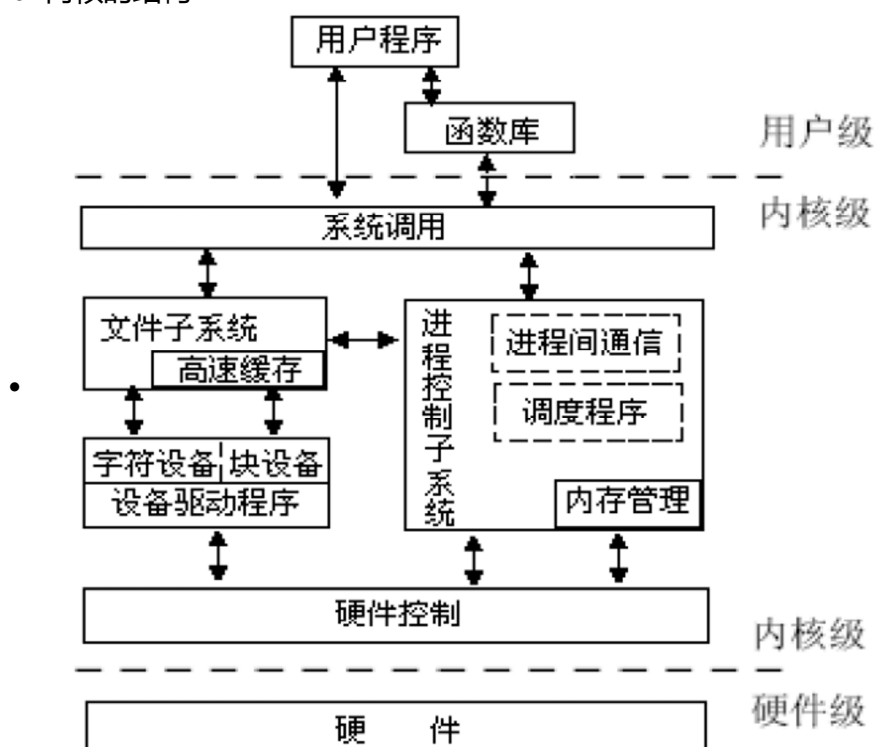 用户程序
函数库
用户级
内核级
系统调用
文件子系统
高速缓存
进程控制子系统
进程间通信
调度程序
内存管理
字符设备 块设备
设备驱动程序
硬件控制
内核级
硬件级
硬 件